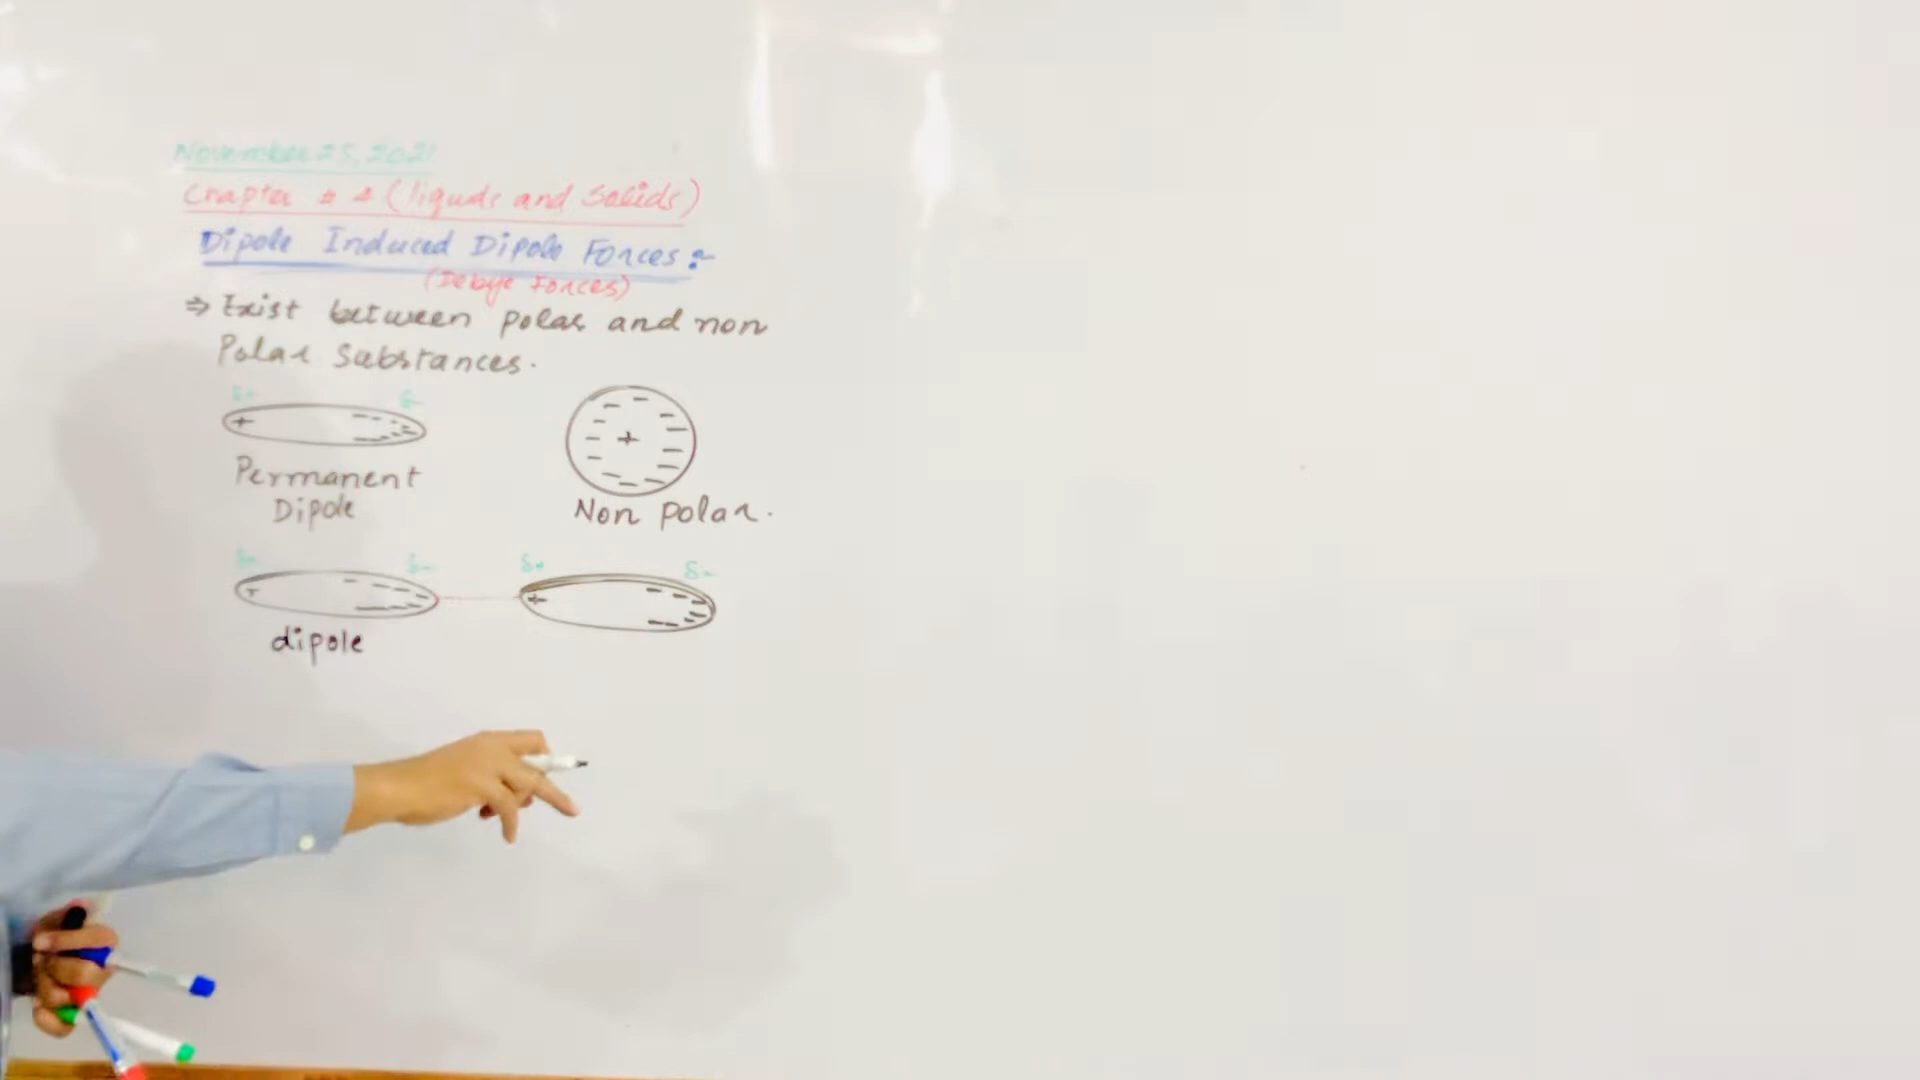 November 25, 2021
Chapter # 4 (liquds and Solids)
Dipole Induced Dipole Forces:-
(Debye Forces)
⇒ Exist between polar and non
Polar Substances.
δ+ δ-
+
Permanent
Dipole
+
Non polar.
δ+ δ- δ+ δ-
+ +
dipole